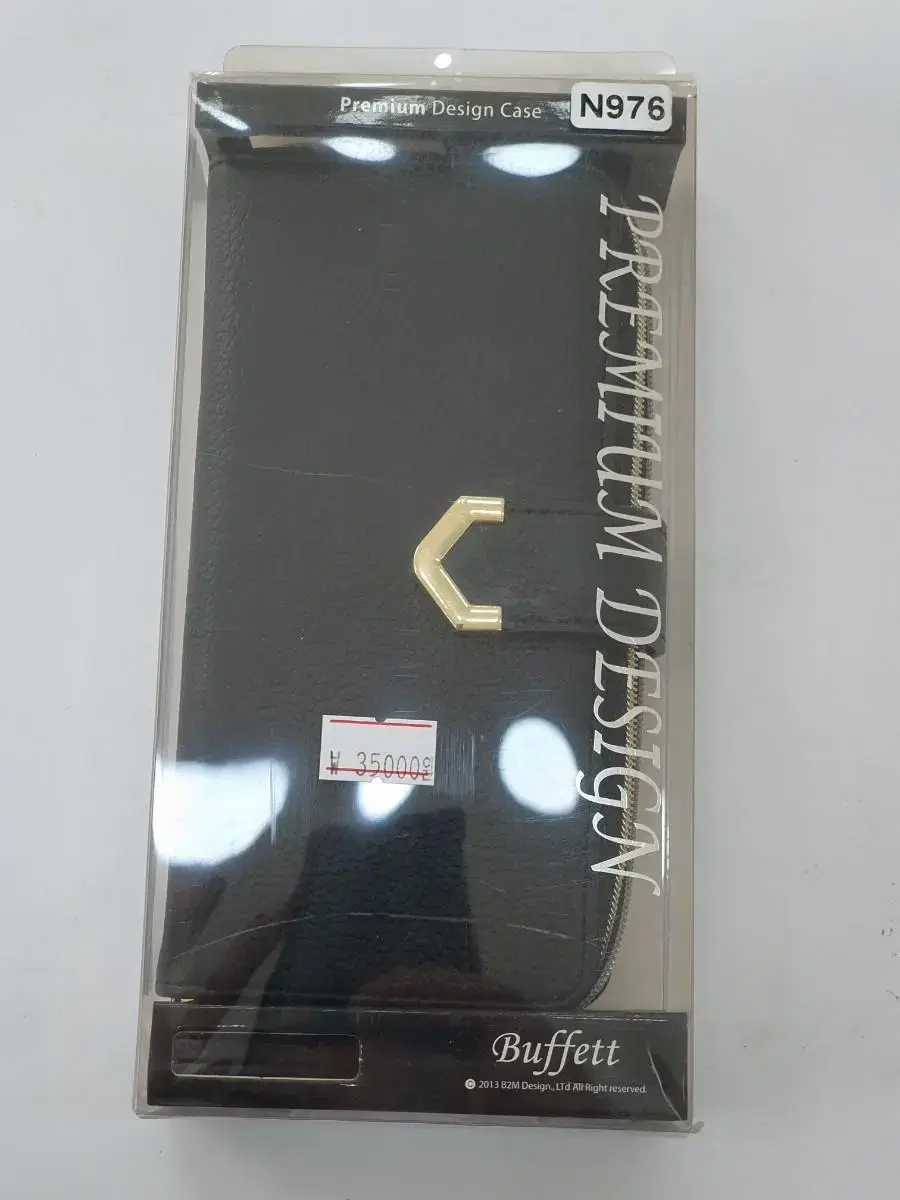 Premium Design Case
N976
PREMIUM DESIGN
₩ 35000원
Buffett
© 2013 B2M Design., LTd All Right reserved.